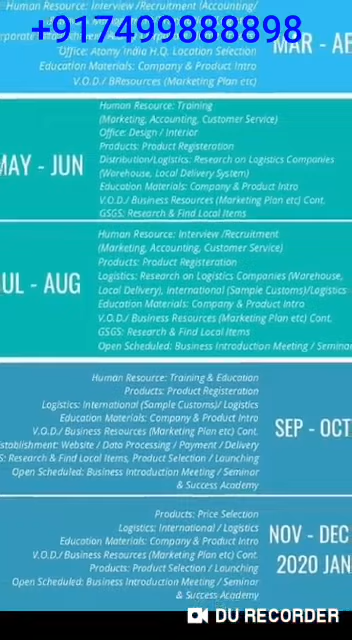 Human Resource: Interview /Recruitment (Accounting/
+917499888898
Office: Atomy India H.Q. Location Selection
Education Materials: Company & Product Intro
V.O.D./ BResources (Marketing Plan etc)
MAR - AP
Human Resource: Training
(Marketing, Accounting, Customer Service)
Office: Design / Interior
Products: Product Registeration
Distribution/Logistics: Research on Logistics Companies
(Warehouse, Local Delivery System)
Education Materials: Company & Product Intro
V.O.D./ Business Resources (Marketing Plan etc) Cont.
GSGS: Research & Find Local Items
MAY - JUN
Human Resource: Interview /Recruitment
(Marketing, Accounting, Customer Service)
Products: Product Registeration
Logistics: Research on Logistics Companies (Warehouse,
Local Delivery), International (Sample Customs)/Logistics
Education Materials: Company & Product Intro
V.O.D./ Business Resources (Marketing Plan etc) Cont.
GSGS: Research & Find Local Items
Open Scheduled: Business Introduction Meeting / Seminar
UL - AUG
Human Resource: Training & Education
Products: Product Registeration
Logistics: International (Sample Customs)/ Logistics
Education Materials: Company & Product Intro
V.O.D./ Business Resources (Marketing Plan etc) Cont.
stablishment: Website / Data Processing / Payment / Delivery
S: Research & Find Local Items, Product Selection / Launching
Open Scheduled: Business Introduction Meeting / Seminar
& Success Academy
SEP - OCT
Products: Price Selection
Logistics: International / Logistics
Education Materials: Company & Product Intro
V.O.D./ Business Resources (Marketing Plan etc) Cont.
Products: Product Selection / Launching
Open Scheduled: Business Introduction Meeting / Seminar
& Success Academy
NOV - DEC
2020 JAN
DU RECORDER